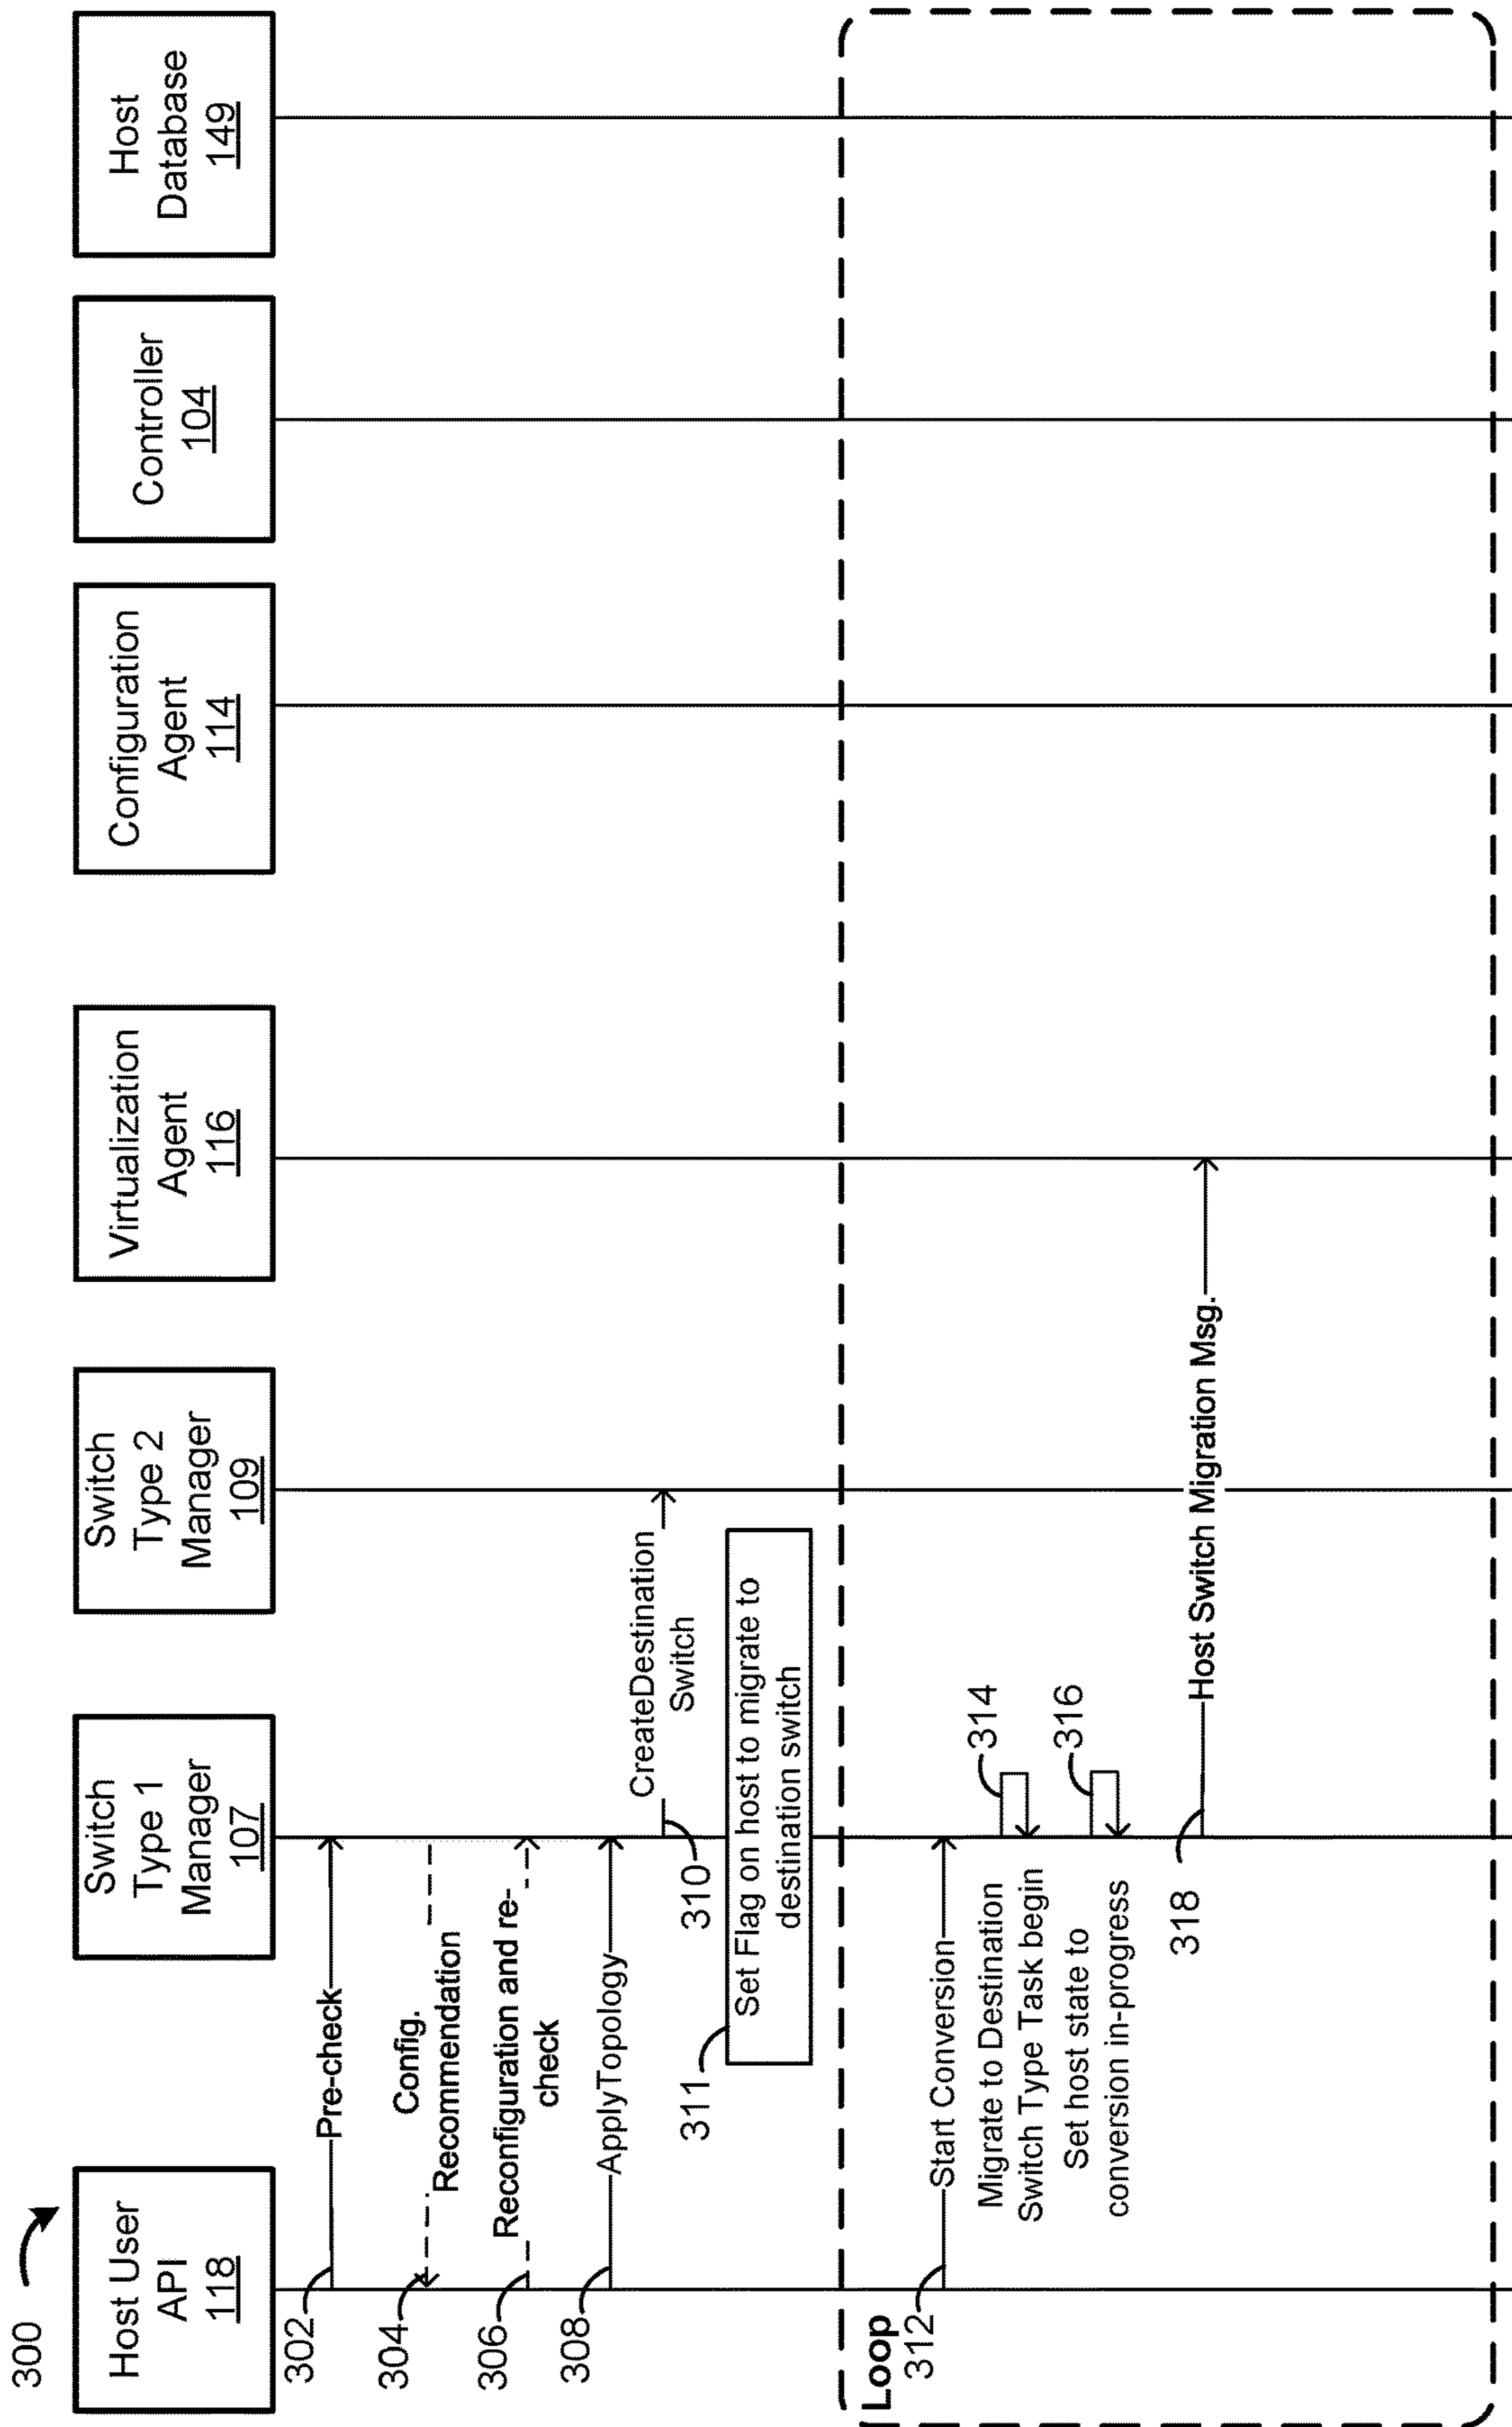 300
Host User
API
118
Switch
Type 1
Manager
107
Switch
Type 2
Manager
109
Virtualization
Agent
116
Configuration
Agent
114
Controller
104
Host
Database
149
302
Pre-check
304
Config.
Recommendation
306
Reconfiguration and re-
check
308
ApplyTopology
310
CreateDestination
Switch
311
Set Flag on host to migrate to
destination switch
Loop
312
Start Conversion
Migrate to Destination
Switch Type Task begin
314
Set host state to
conversion in-progress
316
318
Host Switch Migration Msg.